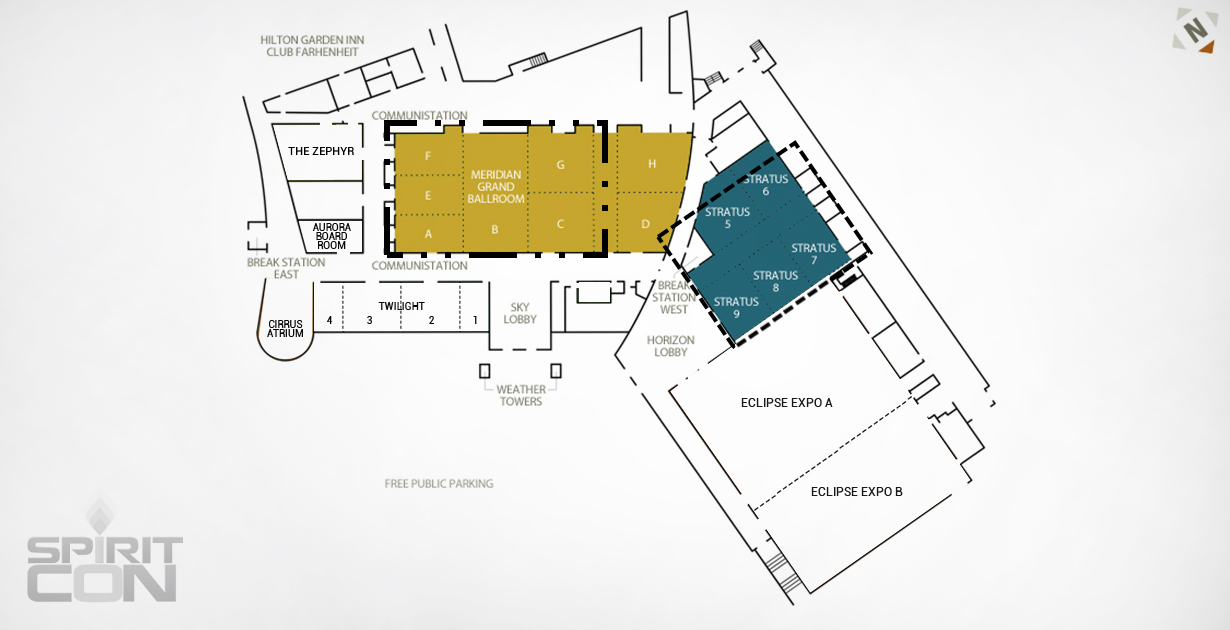 N
HILTON GARDEN INN
CLUB FARHENHEIT
COMMUNISTATION
THE ZEPHYR
F
G
H
MERIDIAN
GRAND
BALLROOM
E
A
B
C
D
STRATUS
6
STRATUS
5
STRATUS
7
STRATUS
8
STRATUS
9
AURORA
BOARD
ROOM
BREAK STATION
EAST
COMMUNISTATION
BREAK
STATION
WEST
TWILIGHT
4
3
2
1
SKY
LOBBY
CIRRUS
ATRIUM
HORIZON
LOBBY
WEATHER
TOWERS
ECLIPSE EXPO A
ECLIPSE EXPO B
FREE PUBLIC PARKING
SPIRIT
CON